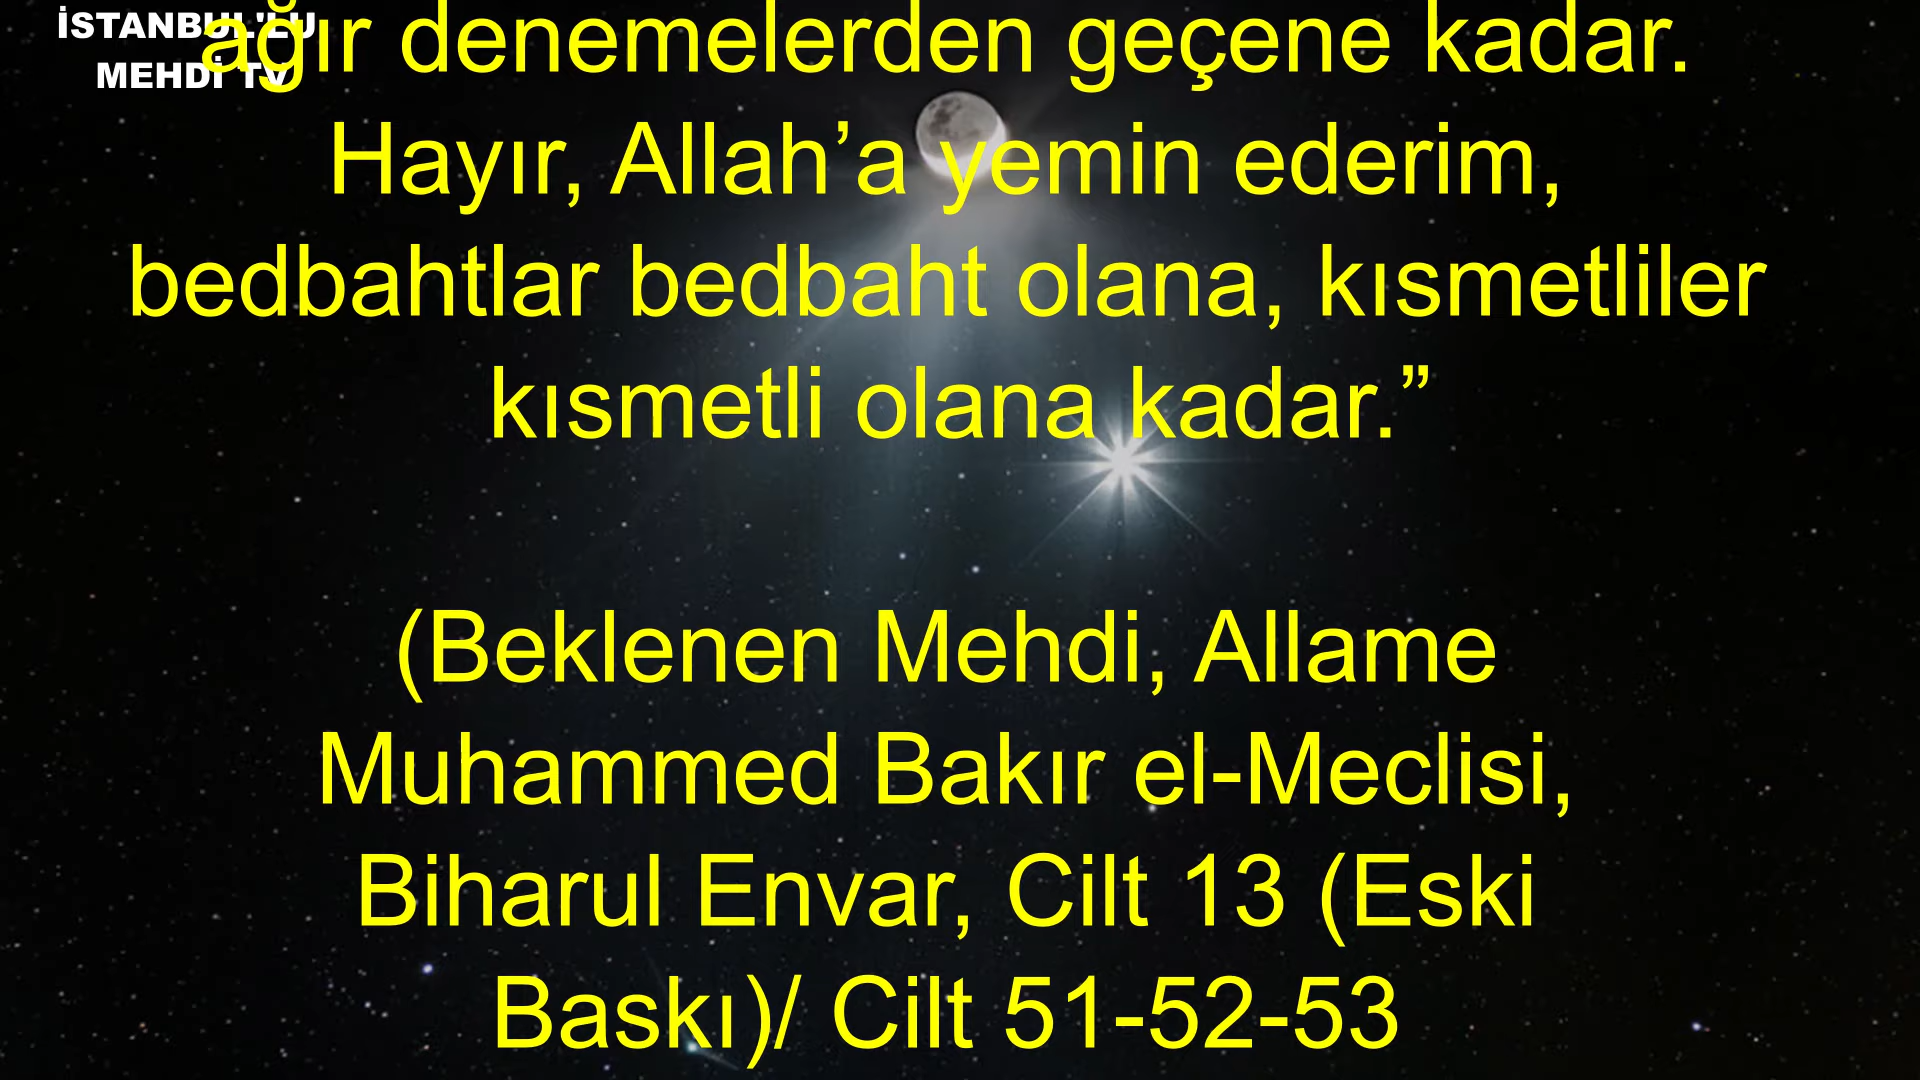 İSTANBUL'LU
MEHDİ TV
ağır denemelerden geçene kadar.
Hayır, Allah’a yemin ederim,
bedbahtlar bedbaht olana, kısmetliler
kısmetli olana kadar.”
(Beklenen Mehdi, Allame
Muhammed Bakır el-Meclisi,
Biharul Envar, Cilt 13 (Eski
Baskı)/ Cilt 51-52-53